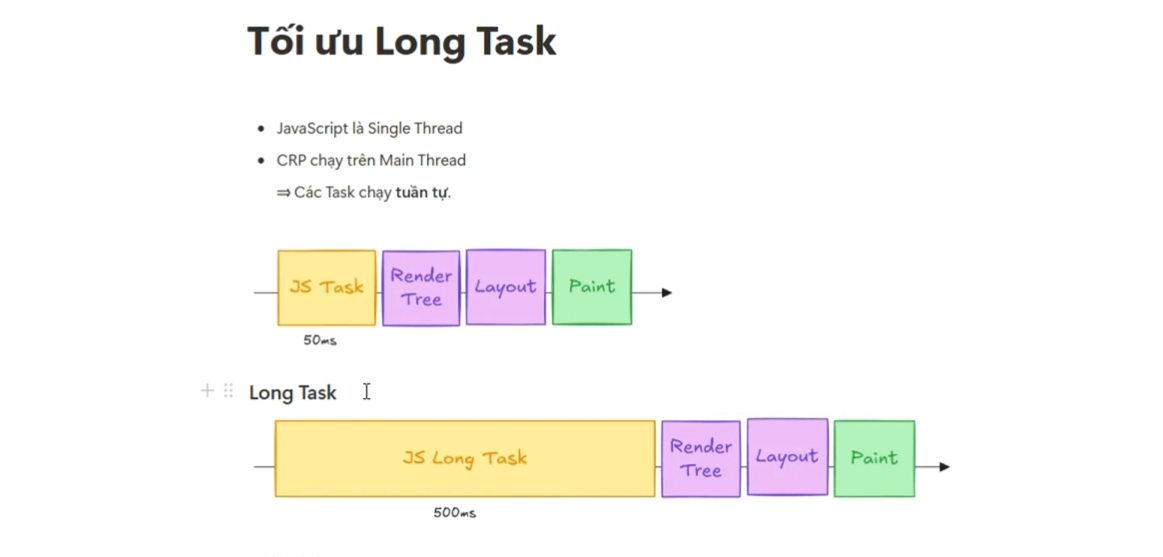 Tối ưu Long Task
JavaScript là Single Thread
CRP chạy trên Main Thread
⇒ Các Task chạy tuần tự.
JS Task
Render
Tree
Layout
Paint
50ms
Long Task
JS Long Task
Render
Tree
Layout
Paint
500ms